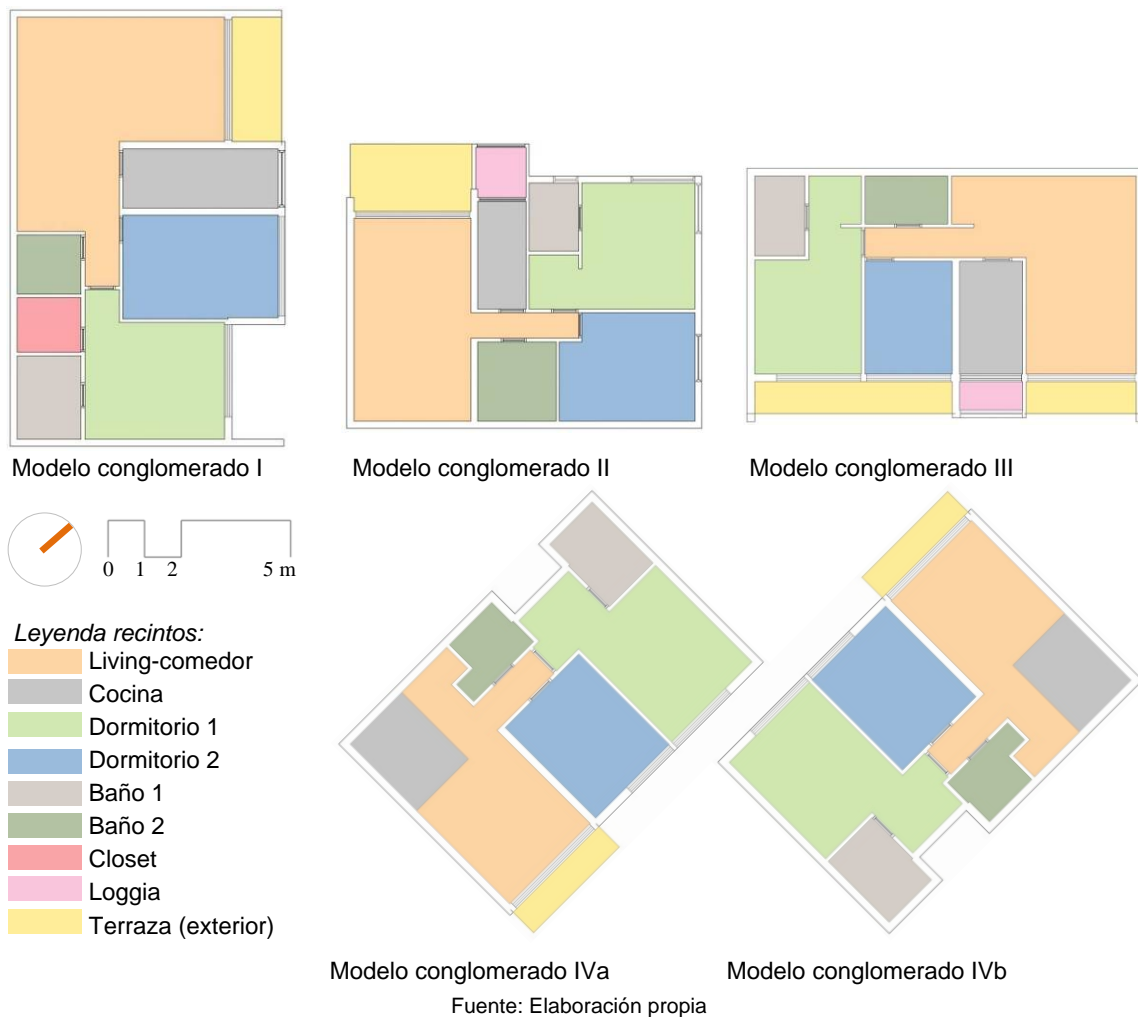 Modelo conglomerado I
Modelo conglomerado II
Modelo conglomerado III
0 1 2 5 m
Leyenda recintos:
Living-comedor
Cocina
Dormitorio 1
Dormitorio 2
Baño 1
Baño 2
Closet
Loggia
Terraza (exterior)
Modelo conglomerado IVa
Modelo conglomerado IVb
Fuente: Elaboración propia